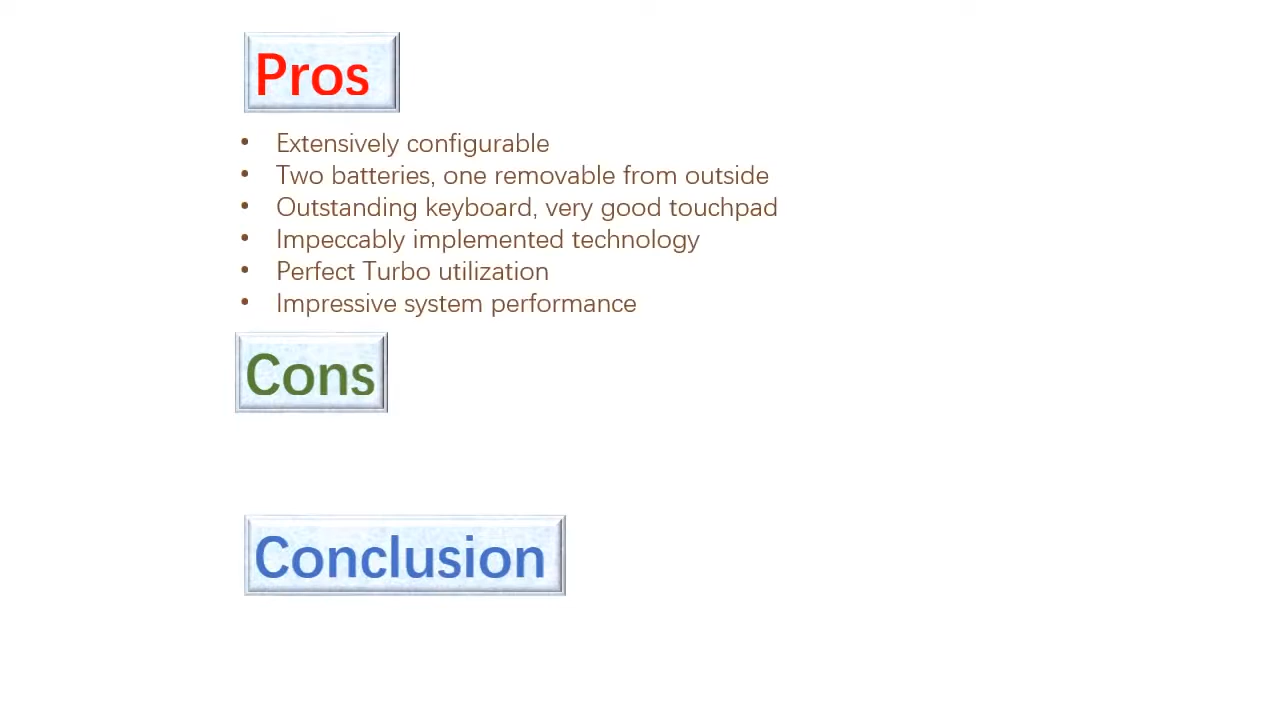 Pros
• Extensively configurable
• Two batteries, one removable from outside
• Outstanding keyboard, very good touchpad
• Impeccably implemented technology
• Perfect Turbo utilization
• Impressive system performance
Cons
Conclusion